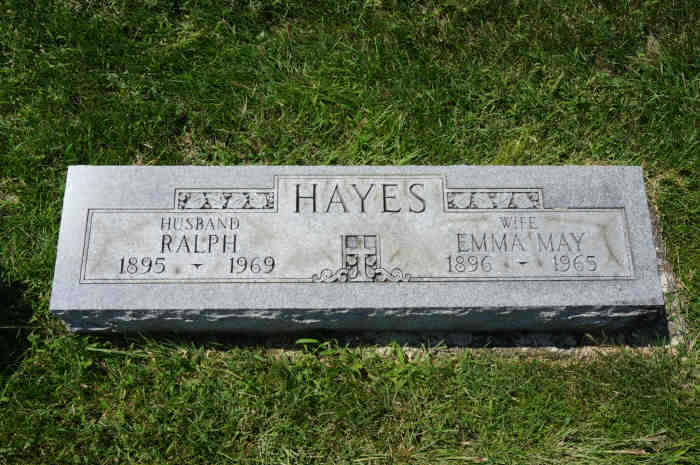 HAYES
HUSBAND
RALPH
1895 - 1969
WIFE
EMMA MAY
1896 - 1965